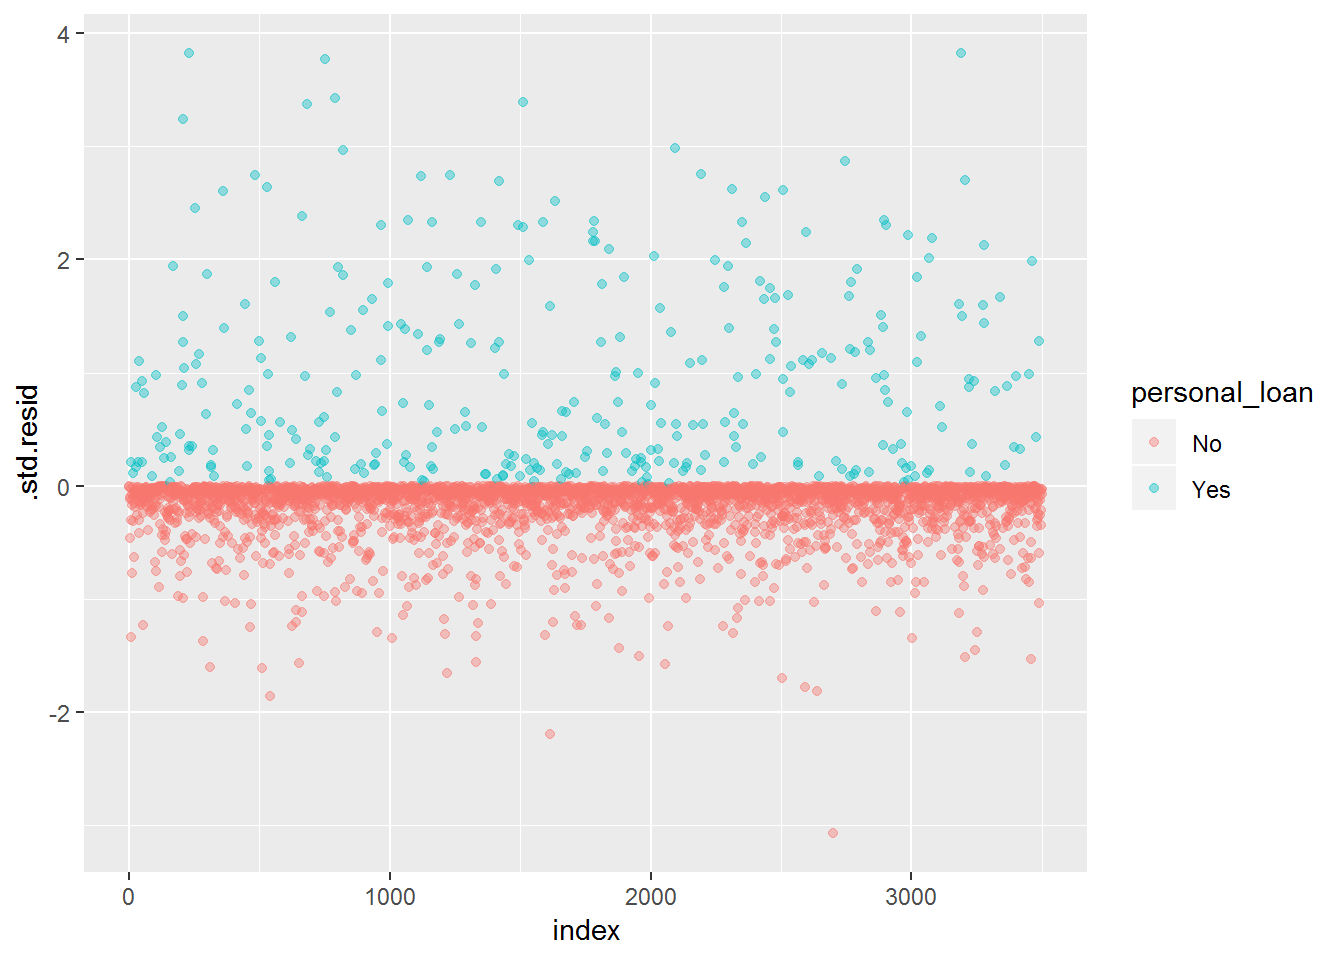 4
2
0
-2
.std.resid
0
1000
2000
3000
index
personal_loan
No
Yes